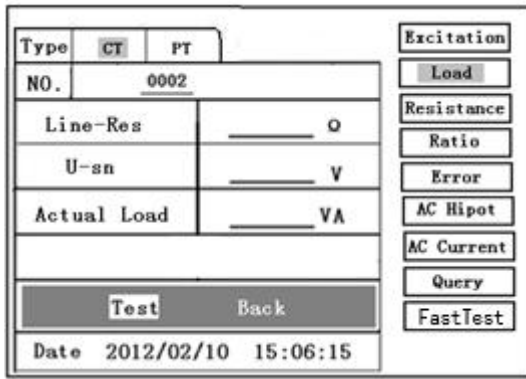 Type CT PT
NO. 0002
Line-Res Ω
U-sn V
Actual Load VA
Test Back
Date 2012/02/10 15:06:15
Excitation
Load
Resistance
Ratio
Error
AC Hipot
AC Current
Query
FastTest